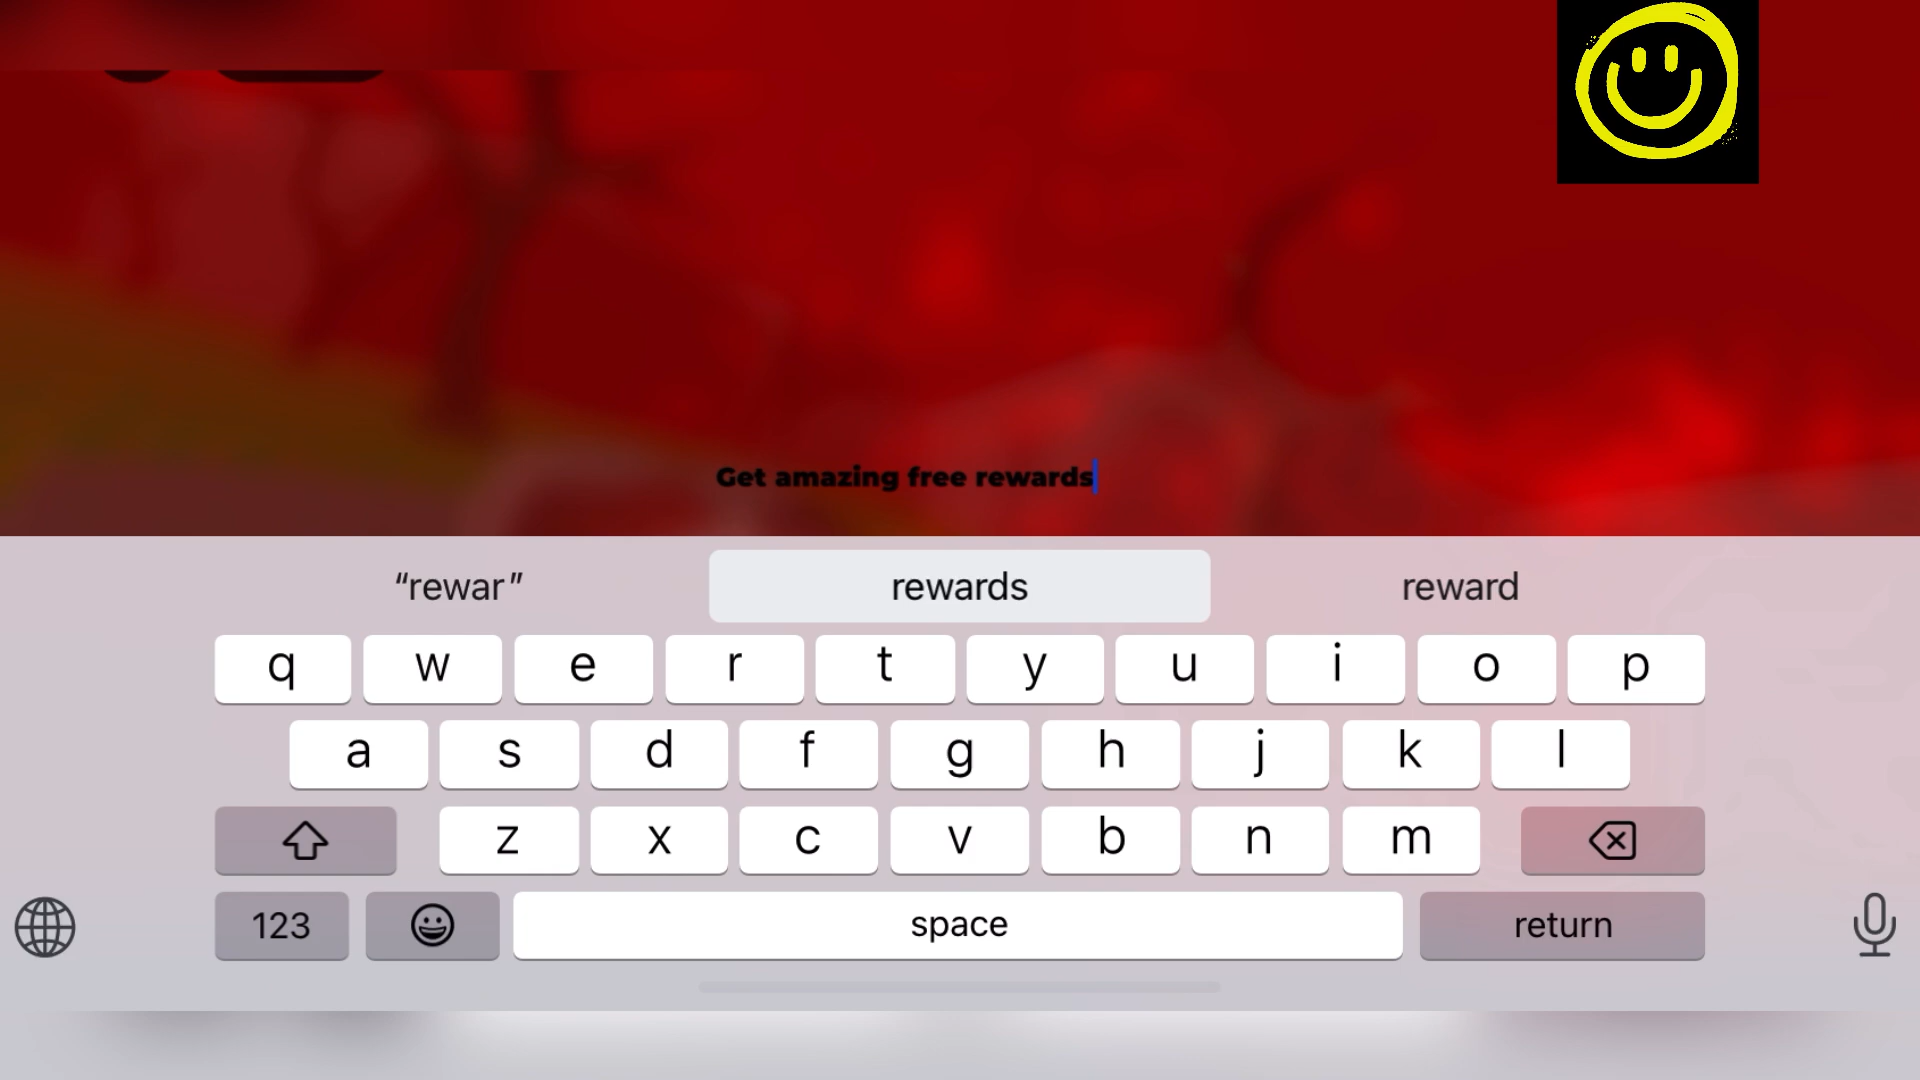 Get amazing free rewards
“rewar” rewards reward
q w e r t y u i o p
a s d f g h j k l
z x c v b n m
123 space return